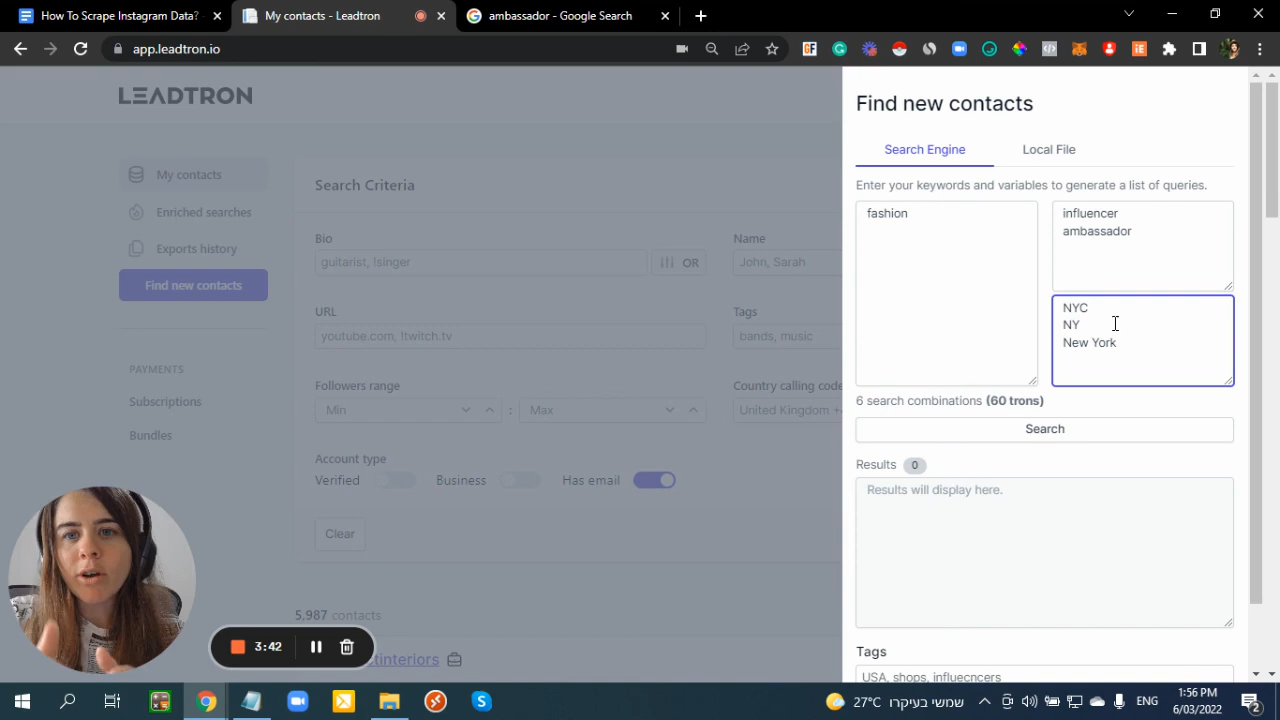 How To Scrape Instagram Data?
My contacts - Leadtron
ambassador - Google Search
app.leadtron.io
LEADTRON
My contacts
Enriched searches
Exports history
Find new contacts
PAYMENTS
Subscriptions
Bundles
Search Criteria
Bio
Name
guitarist, !singer
OR
John, Sarah
URL
Tags
youtube.com, !twitch.tv
bands, music
Followers range
Country calling code
Min
:
Max
United Kingdom +
Account type
Verified
Business
Has email
Clear
5,987 contacts
tinteriors
Find new contacts
Search Engine
Local File
Enter your keywords and variables to generate a list of queries.
fashion
influencer
ambassador
NYC
NY
New York
6 search combinations (60 trons)
Search
Results 0
Results will display here.
Tags
USA, shops, influecncers
3:42
27°C שמשי בעיקרו
ENG
1:56 PM
6/03/2022
2